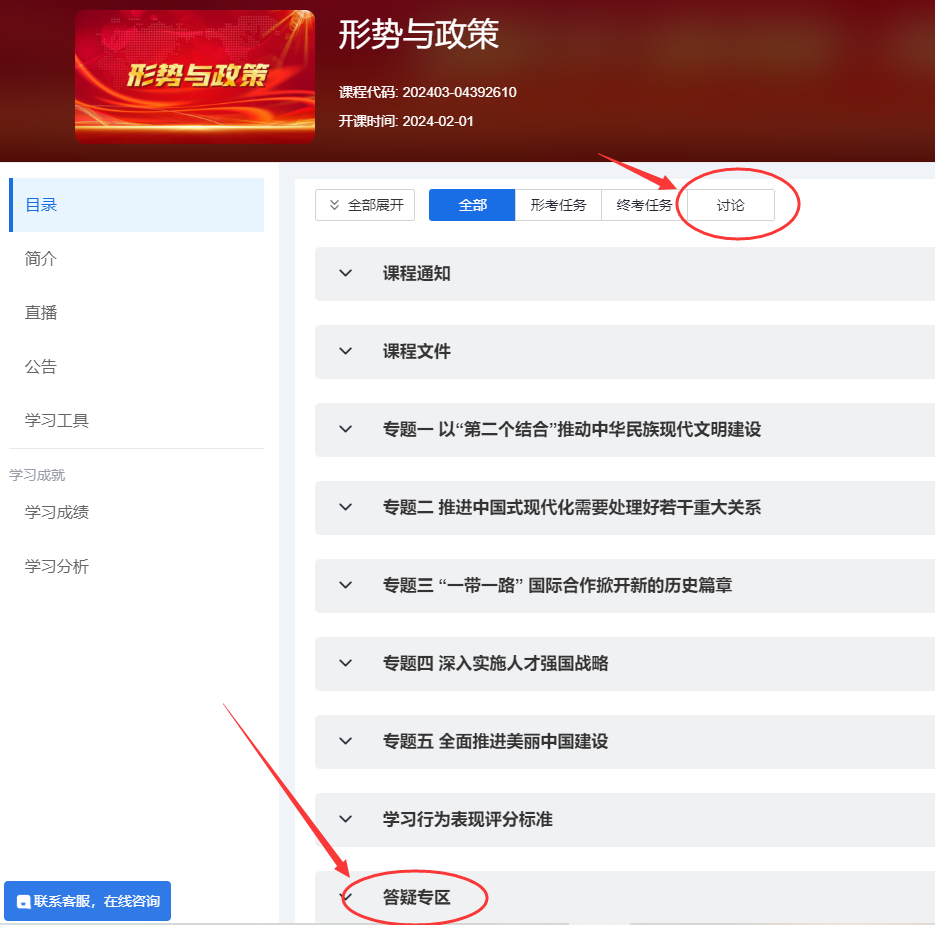 形势与政策
形势与政策
课程代码: 202403-04392610
开课时间: 2024-02-01
目录
简介
直播
公告
学习工具
学习成就
学习成绩
学习分析
联系客服，在线咨询
全部展开 全部 形考任务 终考任务 讨论
课程通知
课程文件
专题一 以“第二个结合”推动中华民族现代文明建设
专题二 推进中国式现代化需要处理好若干重大关系
专题三 “一带一路” 国际合作掀开新的历史篇章
专题四 深入实施人才强国战略
专题五 全面推进美丽中国建设
学习行为表现评分标准
答疑专区